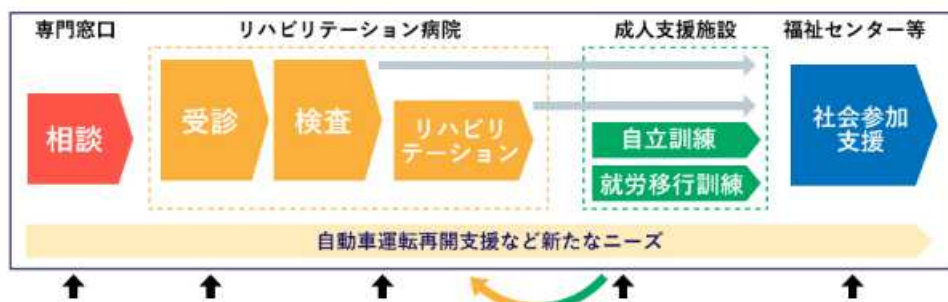 専門窓口
リハビリテーション病院
成人支援施設
福祉センター等
相談
受診
検査
リハビリ
テーション
自立訓練
就労移行訓練
社会参加
支援
自動車運転再開支援など新たなニーズ